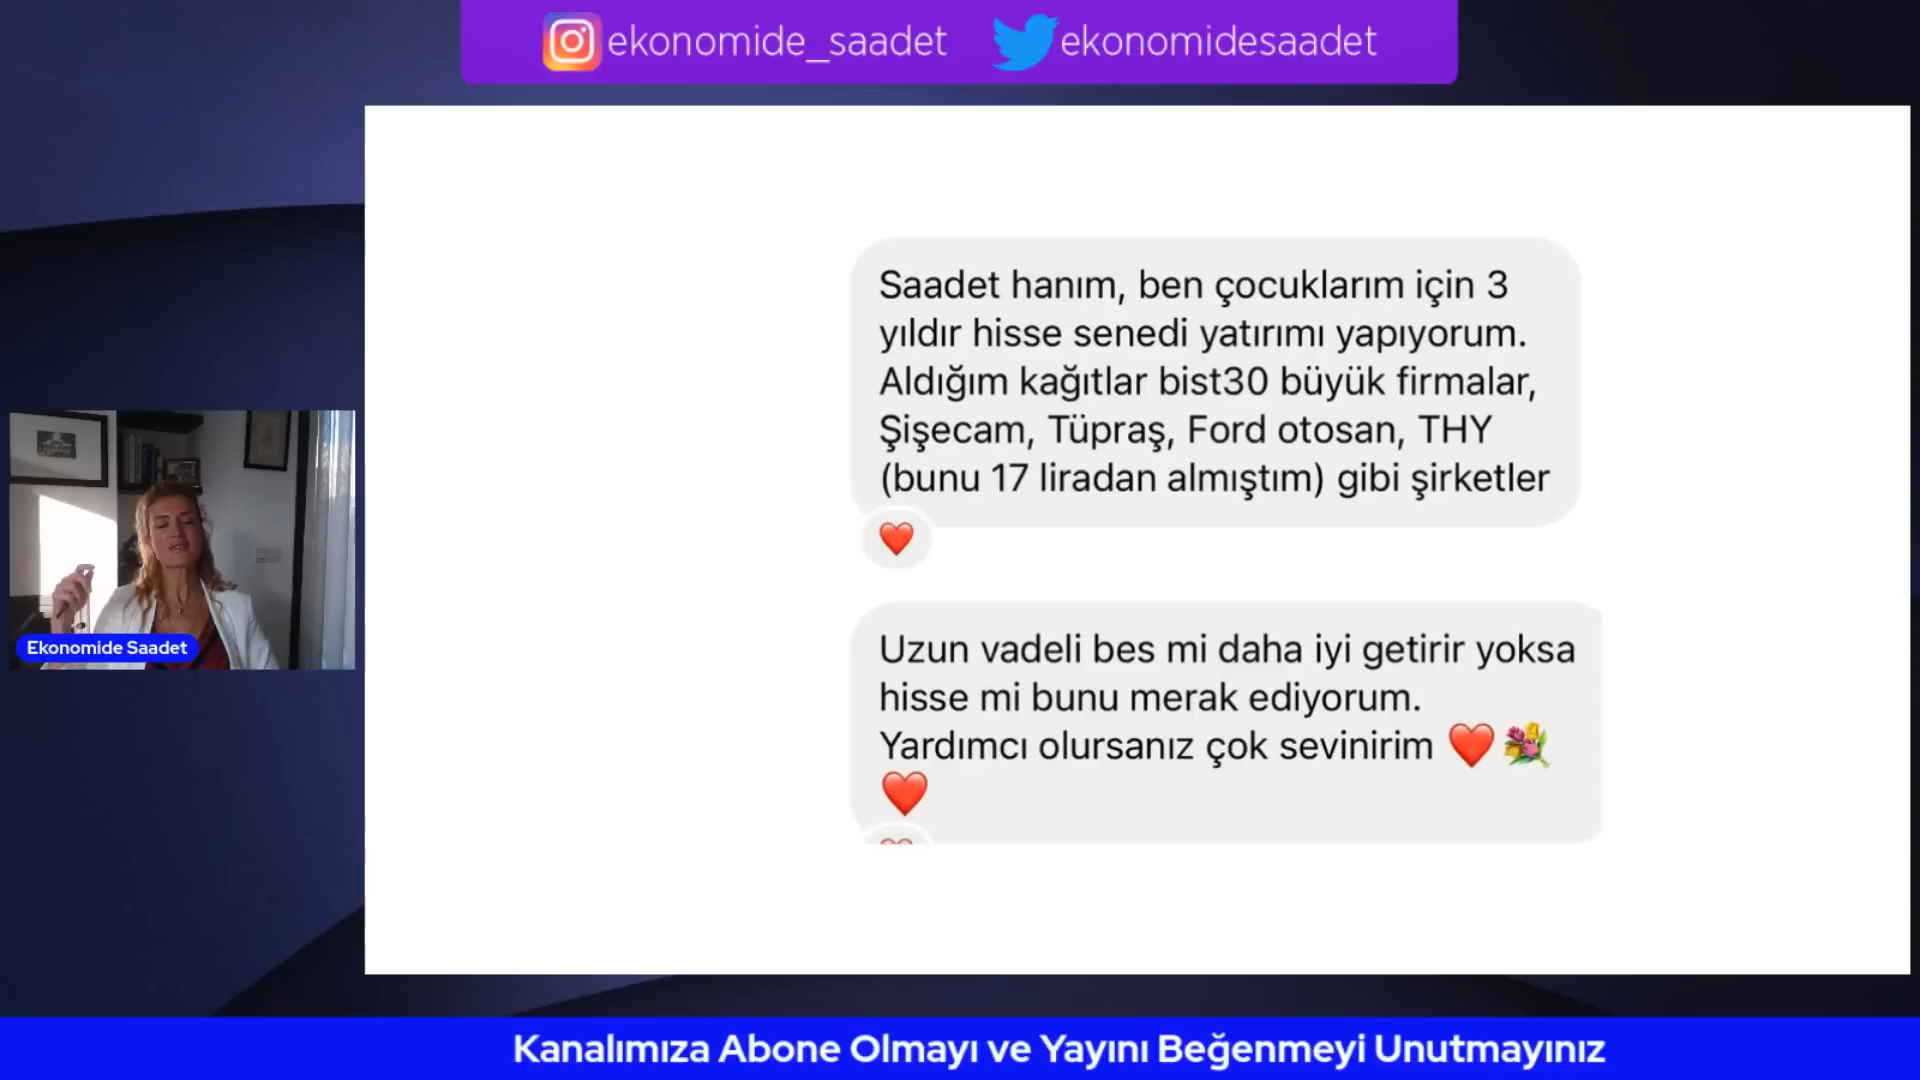 ekonomide_saadet ekonomidesaadet
Saadet hanım, ben çocuklarım için 3
yıldır hisse senedi yatırımı yapıyorum.
Aldığım kağıtlar bist30 büyük firmalar,
Şişecam, Tüpraş, Ford otosan, THY
(bunu 17 liradan almıştım) gibi şirketler
Uzun vadeli bes mi daha iyi getirir yoksa
hisse mi bunu merak ediyorum.
Yardımcı olursanız çok sevinirim ❤️ 💐
❤️
Ekonomide Saadet
Kanalımıza Abone Olmayı ve Yayını Beğenmeyi Unutmayınız